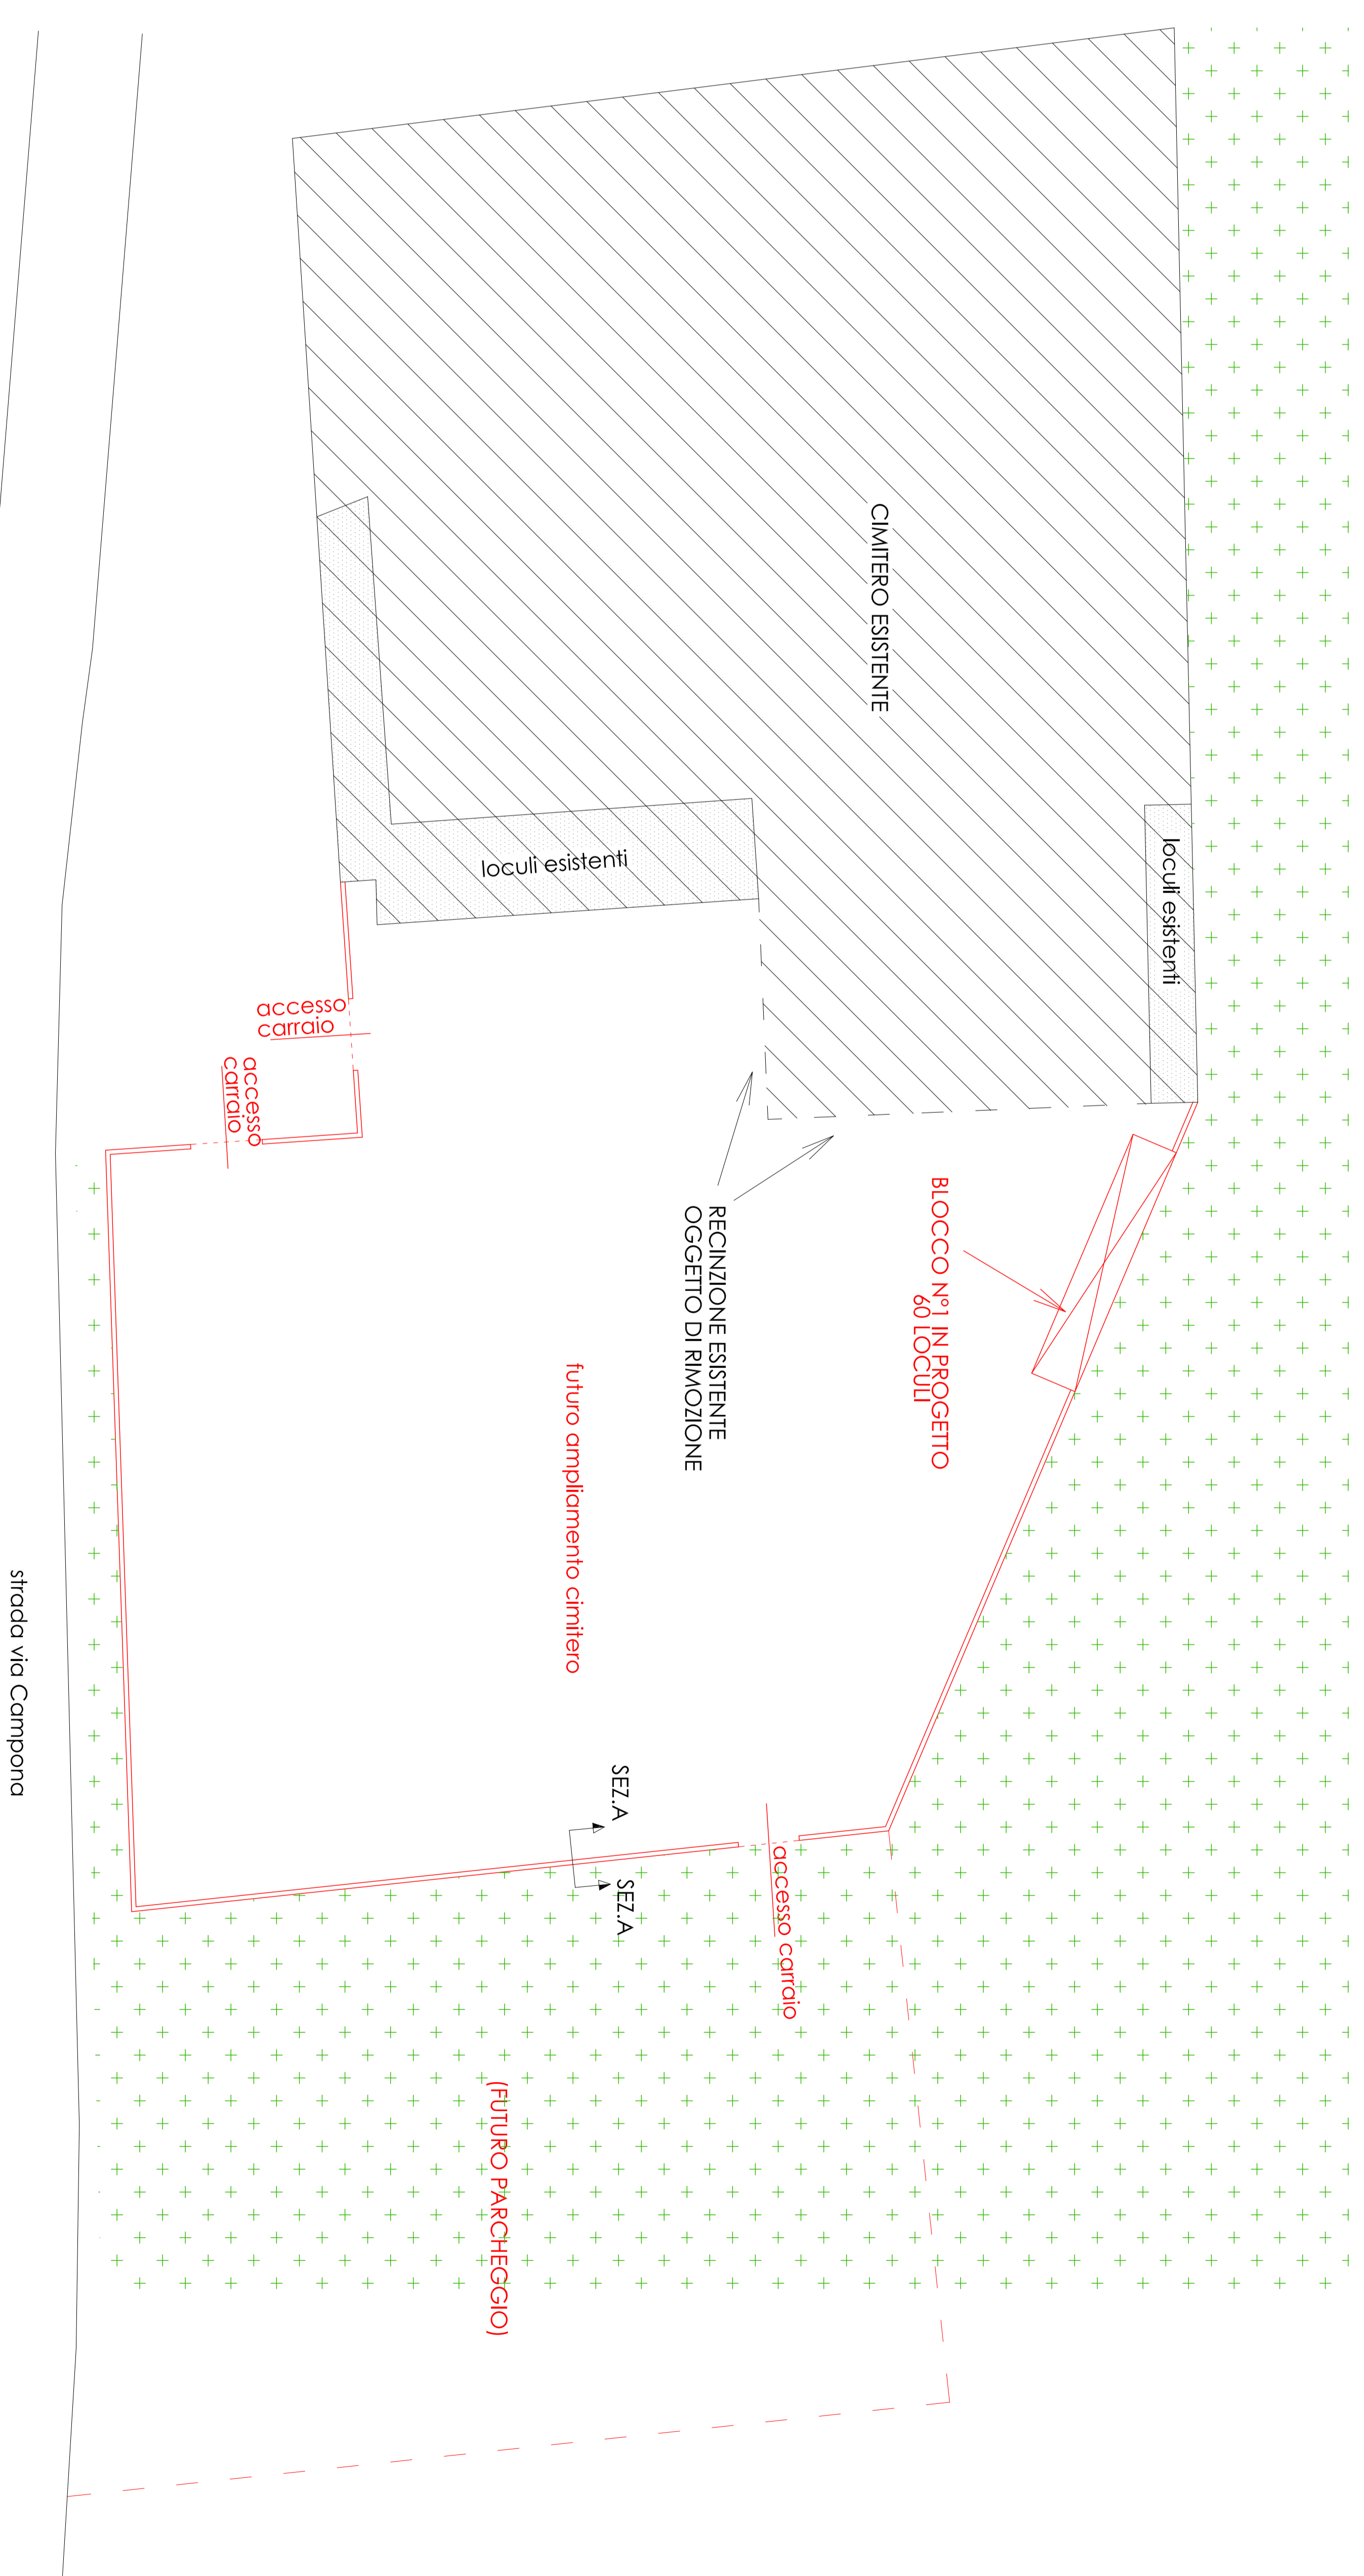 CIMITERO ESISTENTE
loculi esistenti
loculi esistenti
BLOCCO N°1 IN PROGETTO
60 LOCULI
RECINZIONE ESISTENTE
OGGETTO DI RIMOZIONE
accesso
carraio
accesso
carraio
futuro ampliamento cimitero
SEZ.A
SEZ.A
accesso carraio
(FUTURO PARCHEGGIO)
strada via Campona